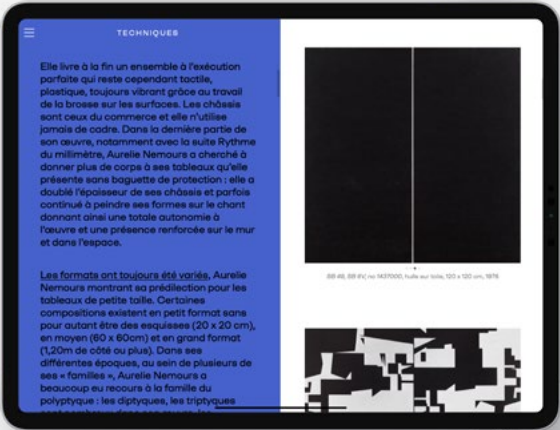 TECHNIQUES
Elle livre à la fin un ensemble à l'exécution
parfaite qui reste cependant tactile,
plastique, toujours vibrant grâce au travail
de la brosse sur les surfaces. Les châssis
sont ceux du commerce et elle n'utilise
jamais de cadre. Dans la dernière partie de
son œuvre, notamment avec la suite Rythme
du millimètre, Aurelie Nemours a cherché à
donner plus de corps à ses tableaux qu'elle
présente sans baguette de protection : elle a
doublé l'épaisseur de ses châssis et parfois
continué à peindre ses formes sur le chant
donnant ainsi une totale autonomie à
l'œuvre et une présence renforcée sur le mur
et dans l'espace.
Les formats ont toujours été variés, Aurelie
Nemours montrant sa prédilection pour les
tableaux de petite taille. Certaines
compositions existent en petit format sans
pour autant être des esquisses (20 x 20 cm),
en moyen (60 x 60cm) et en grand format
(1,20m de côté ou plus). Dans ses
différentes époques, au sein de plusieurs de
ses « familles », Aurelie Nemours a
beaucoup eu recours à la famille du
polyptyque : les diptyques, les triptyques
huile sur toile, 120 x 120 cm, 1976